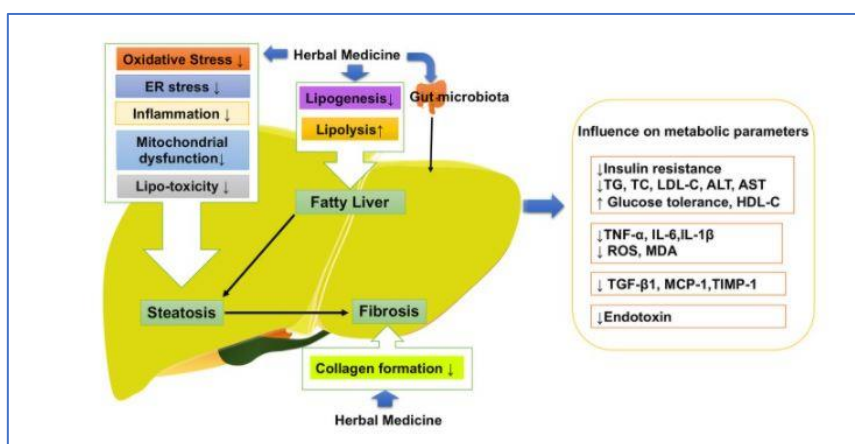 Oxidative Stress ↓
ER stress ↓
Inflammation ↓
Mitochondrial
dysfunction↓
Lipo-toxicity ↓
Herbal Medicine
Lipogenesis↓
Lipolysis↑
Gut microbiota
Fatty Liver
Steatosis
Fibrosis
Collagen formation ↓
Herbal Medicine
Influence on metabolic parameters
↓Insulin resistance
↓TG, TC, LDL-C, ALT, AST
↑ Glucose tolerance, HDL-C
↓TNF-α, IL-6,IL-1β
↓ ROS, MDA
↓ TGF-β1, MCP-1,TIMP-1
↓Endotoxin